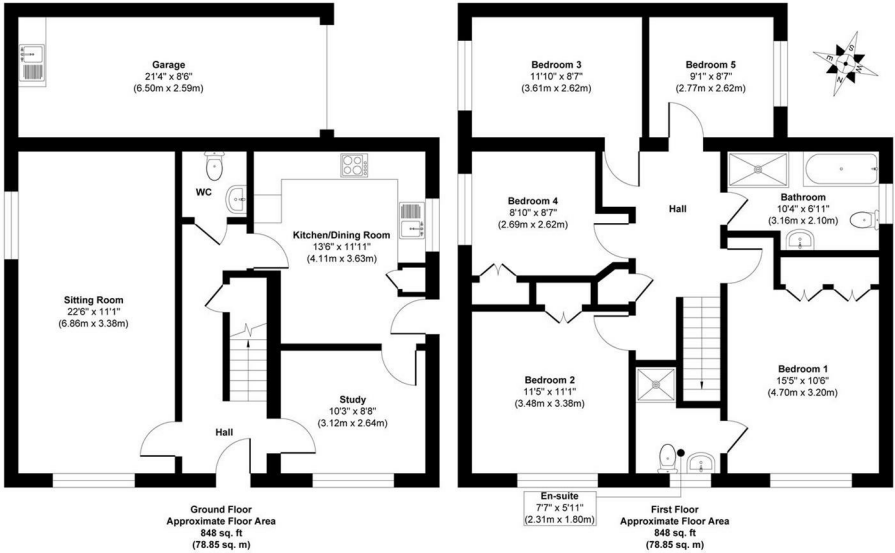 Garage
21'4" x 8'6"
(6.50m x 2.59m)
WC
Kitchen/Dining Room
13'6" x 11'11"
(4.11m x 3.63m)
Sitting Room
22'6" x 11'1"
(6.86m x 3.38m)
Study
10'3" x 8'8"
(3.12m x 2.64m)
Hall
Ground Floor
Approximate Floor Area
848 sq. ft
(78.85 sq. m)
Bedroom 3
11'10" x 8'7"
(3.61m x 2.62m)
Bedroom 5
9'1" x 8'7"
(2.77m x 2.62m)
S
E
W
N
Bedroom 4
8'10" x 8'7"
(2.69m x 2.62m)
Hall
Bathroom
10'4" x 6'11"
(3.16m x 2.10m)
Bedroom 2
11'5" x 11'1"
(3.48m x 3.38m)
Bedroom 1
15'5" x 10'6"
(4.70m x 3.20m)
En-suite
7'7" x 5'11"
(2.31m x 1.80m)
First Floor
Approximate Floor Area
848 sq. ft
(78.85 sq. m)